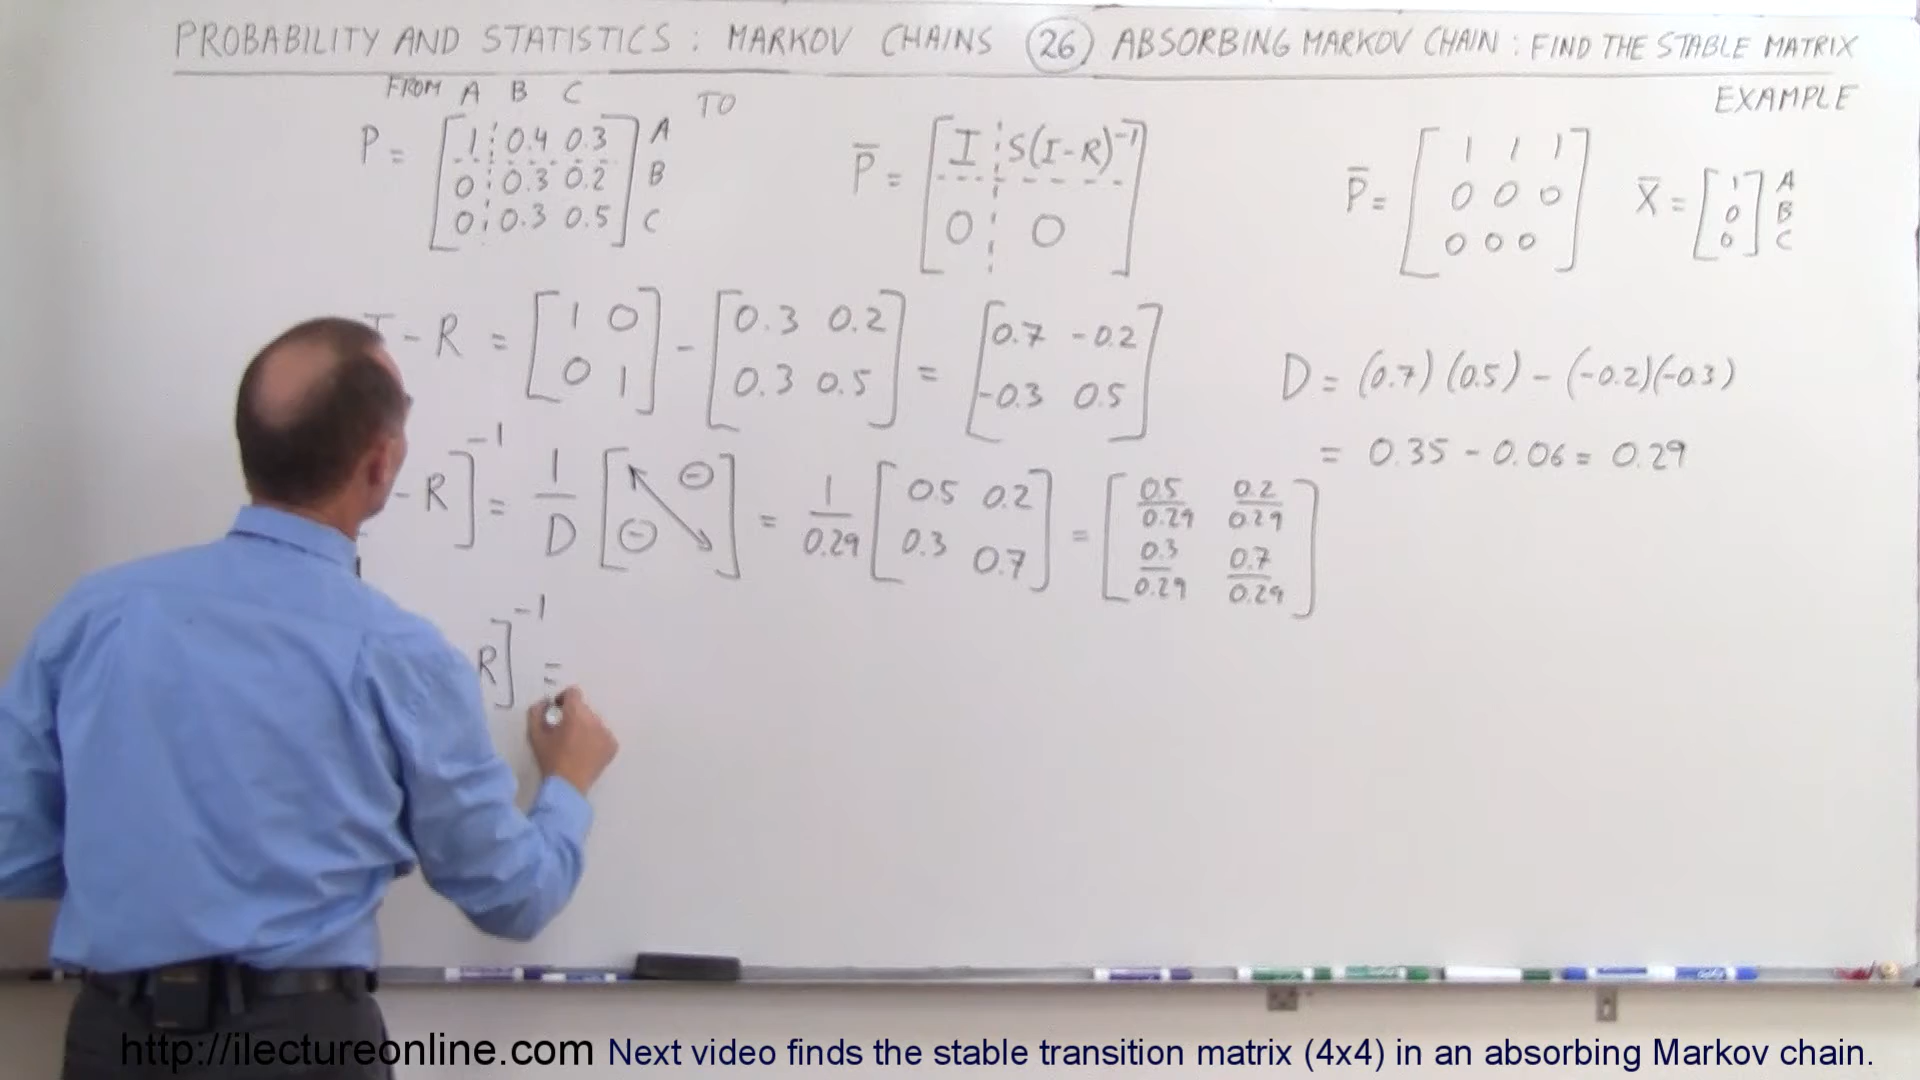 PROBABILITY AND STATISTICS : MARKOV CHAINS (26) ABSORBING MARKOV CHAIN : FIND THE STABLE MATRIX
EXAMPLE
FROM A B C TO
P = [1 0.4 0.3] A
0 0.3 0.2 B
0 0.3 0.5 C
P̅ = [I S(I-R)⁻¹]
0 0
P̅ = [1 1 1]
0 0 0
0 0 0
X̅ = [1] A
0 B
0 C
I - R = [1 0] - [0.3 0.2] = [0.7 -0.2]
0 1 0.3 0.5 -0.3 0.5
D = (0.7)(0.5) - (-0.2)(-0.3)
= 0.35 - 0.06 = 0.29
- R]⁻¹ = 1/D [⊖ ⊖] = 1/0.29 [05 0.2] = [0.5/0.29 0.2/0.29]
0.3 0.7 0.3/0.29 0.7/0.29
R]⁻¹ =
http://ilectureonline.com Next video finds the stable transition matrix (4x4) in an absorbing Markov chain.